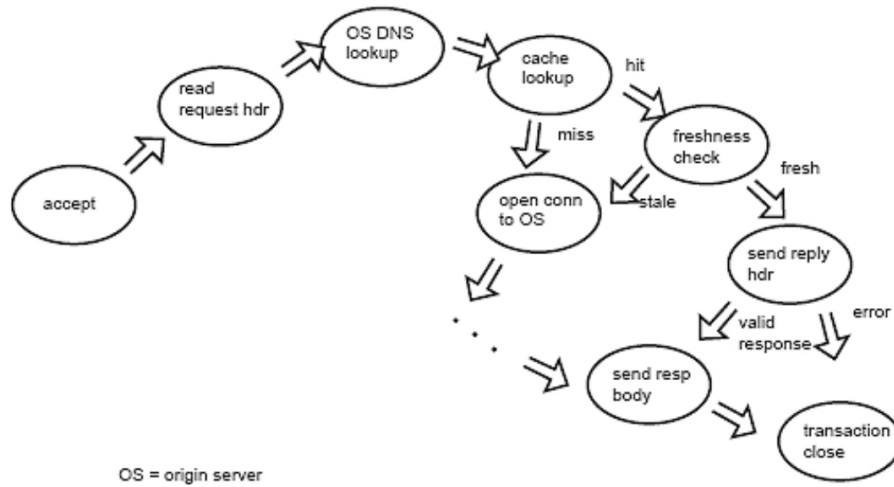 OS DNS
lookup
cache
lookup
hit
read
request hdr
miss
freshness
check
fresh
accept
open conn
to OS
stale
send reply
hdr
error
valid
response
send resp
body
transaction
close
OS = origin server